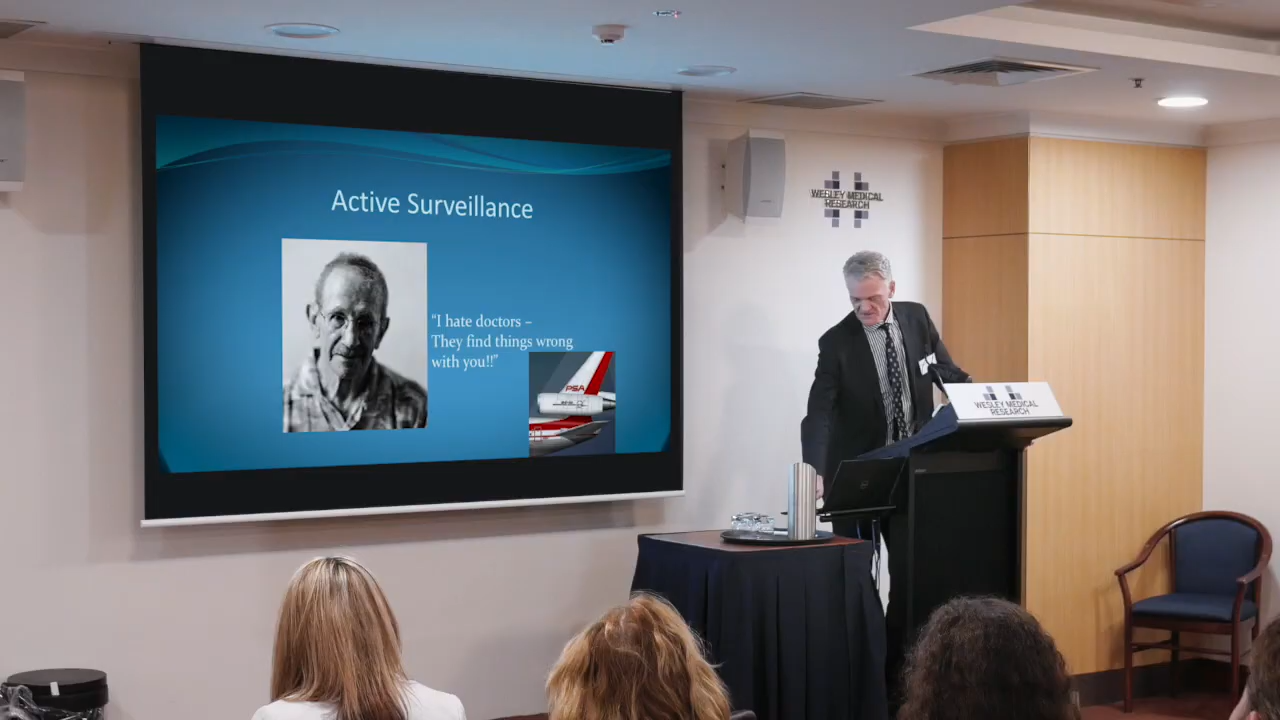 Active Surveillance
“I hate doctors –
They find things wrong
with you!!”
PSA
WESLEY MEDICAL
RESEARCH
WESLEY MEDICAL
RESEARCH